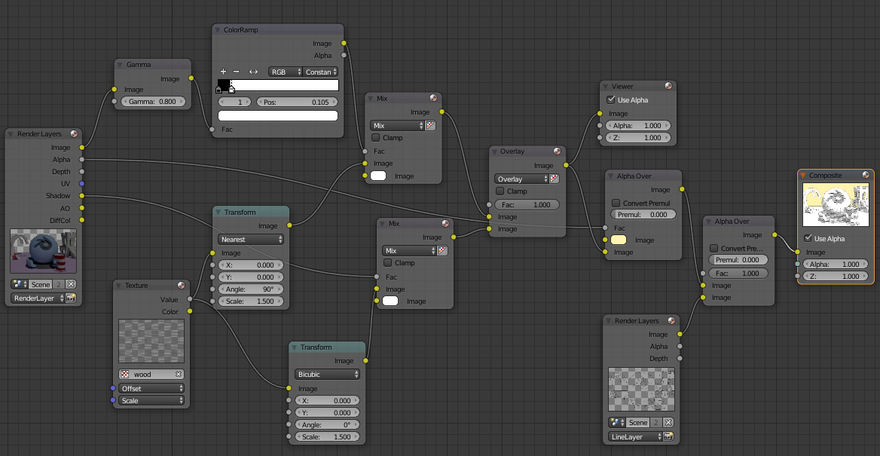 Render Layers
Image
Alpha
Depth
UV
Shadow
AO
DiffCol
Scene
2
RenderLayer
Gamma
Image
Image
Gamma: 0.800
ColorRamp
Image
Alpha
+ − ↔ RGB Constan
1 Pos: 0.105
Fac
Transform
Image
Nearest
Image
X: 0.000
Y: 0.000
Angle: 90°
Scale: 1.500
Texture
Value
Color
wood
Offset
Scale
Transform
Image
Bicubic
Image
X: 0.000
Y: 0.000
Angle: 0°
Scale: 1.500
Mix
Image
Mix
Clamp
Fac
Image
Image
Mix
Image
Mix
Clamp
Fac
Image
Image
Overlay
Image
Overlay
Clamp
Fac: 1.000
Image
Image
Viewer
Use Alpha
Image
Alpha: 1.000
Z: 1.000
Alpha Over
Image
Convert Premul
Premul: 0.000
Fac
Image
Image
Render Layers
Image
Alpha
Depth
Scene 2
LineLayer
Alpha Over
Image
Convert Pre...
Premul: 0.000
Fac: 1.000
Image
Image
Composite
Use Alpha
Image
Alpha: 1.000
Z: 1.000